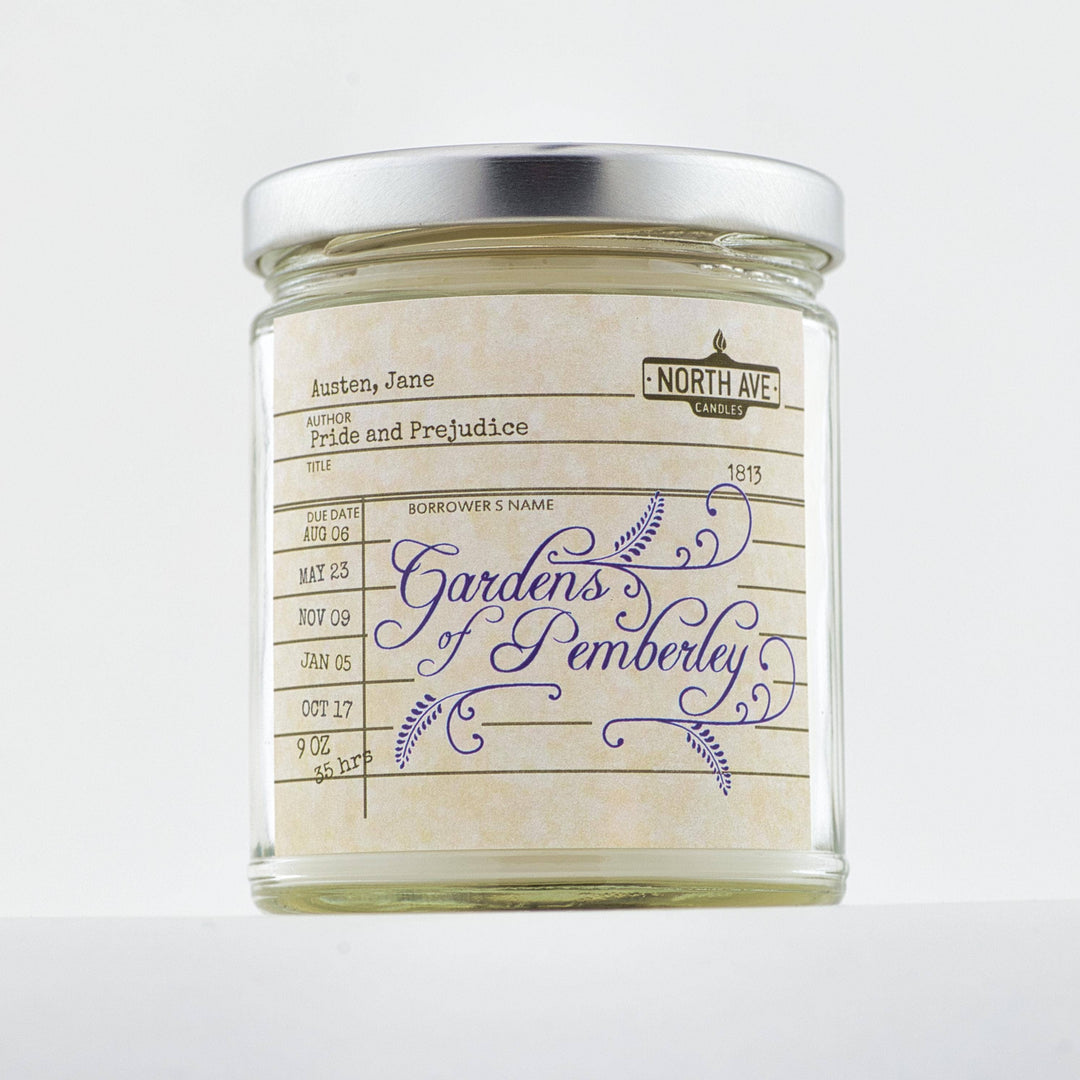 Austen, Jane
NORTH AVE
CANDLES
AUTHOR
Pride and Prejudice
TITLE
1813
DUE DATE
BORROWER S NAME
AUG 06
MAY 23
NOV 09
JAN 05
OCT 17
9 OZ
35 hrs
Gardens
of Pemberley